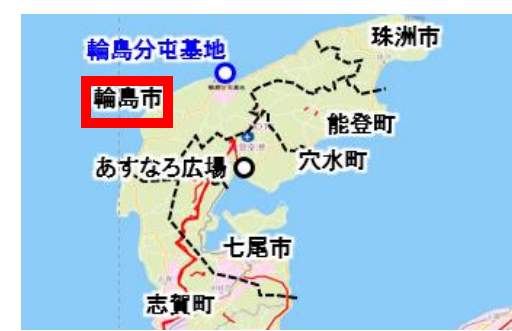 珠洲市
輪島分屯基地
輪島市
能登町
あすなろ広場
穴水町
七尾市
志賀町